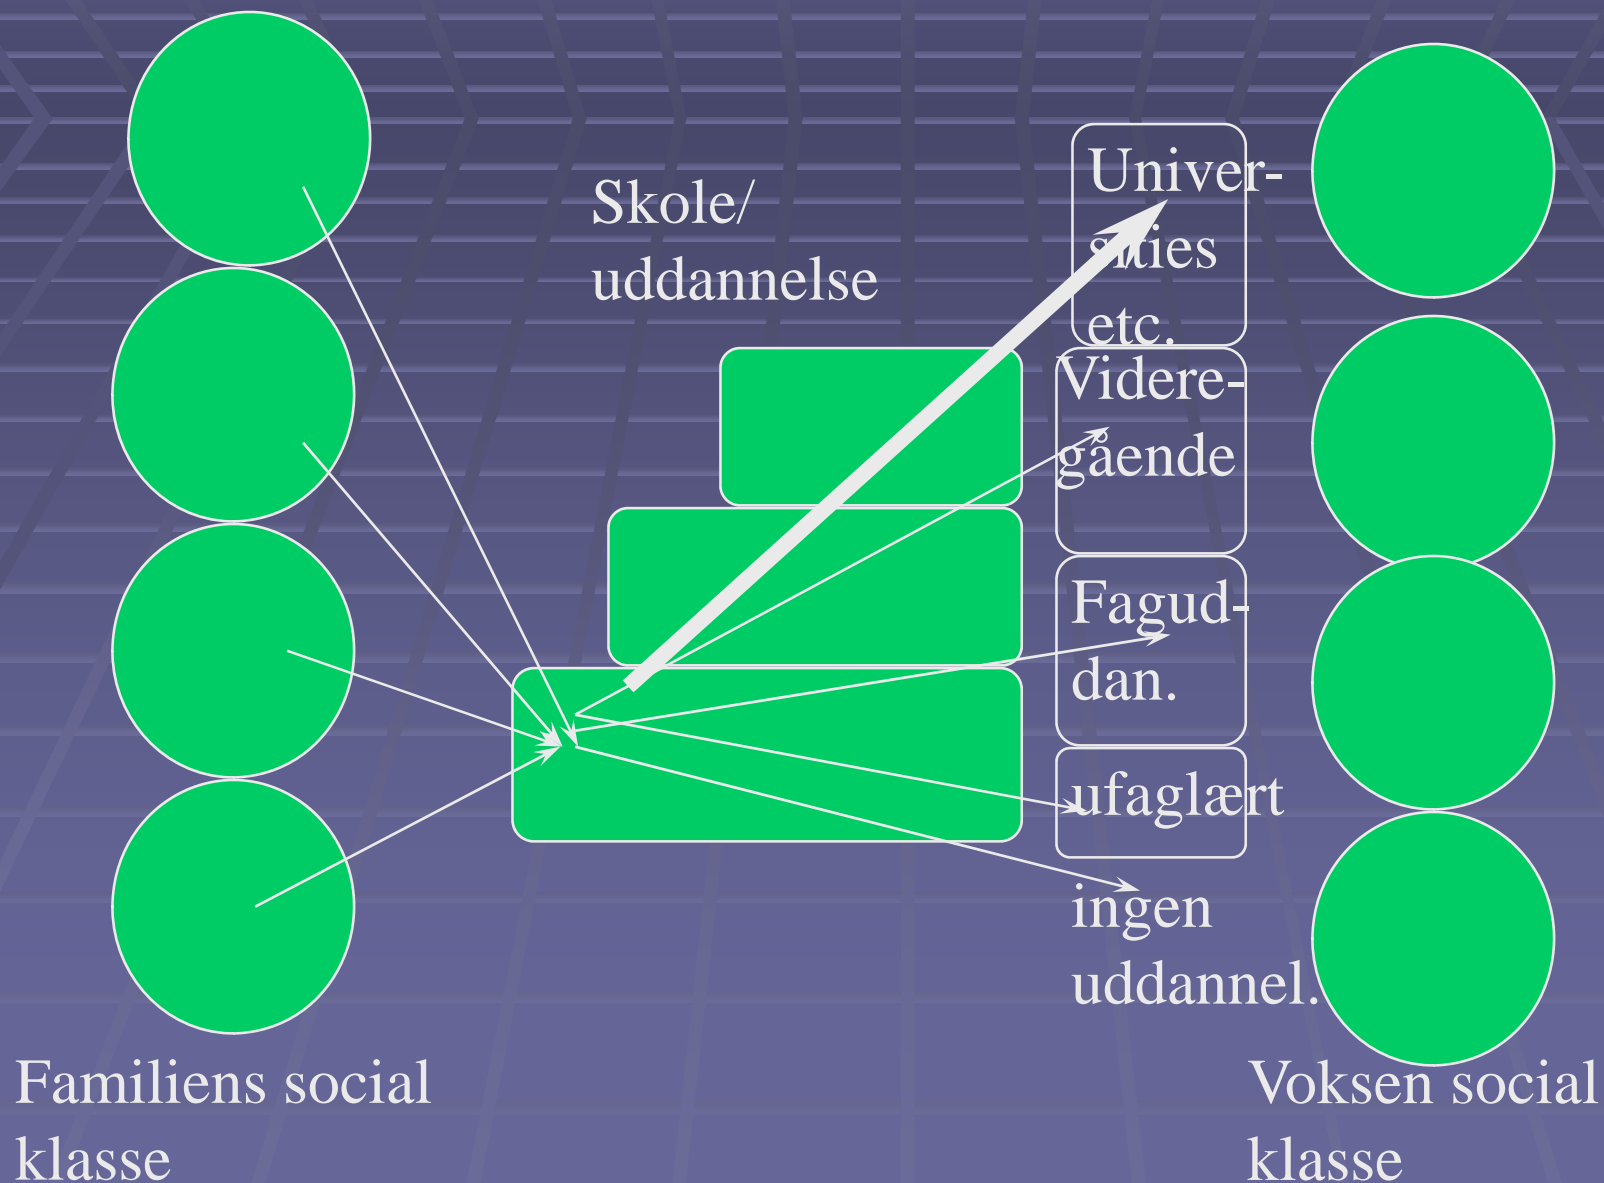 Skole/
uddannelse
Univer-
sities
etc.
Videre-
gående
Fagud-
dan.
ufaglært
ingen
uddannel.
Familiens social
klasse
Voksen social
klasse